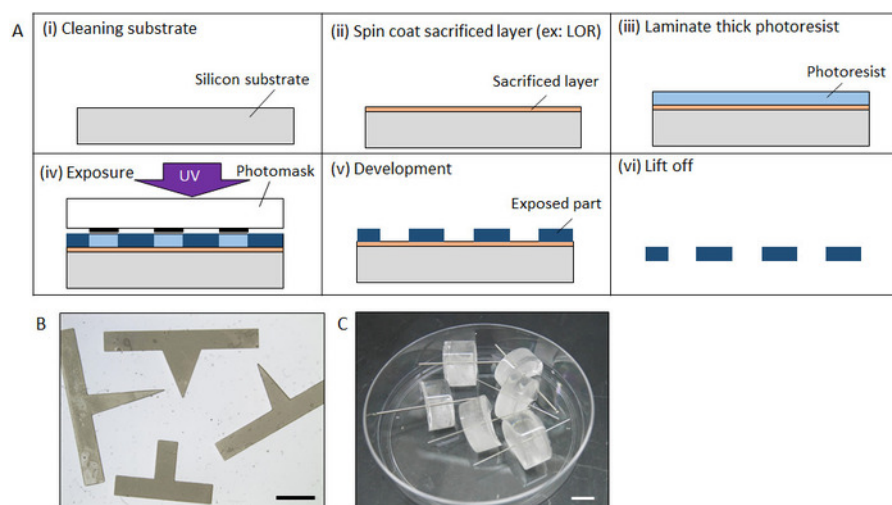 A
(i) Cleaning substrate
Silicon substrate
(ii) Spin coat sacrificed layer (ex: LOR)
Sacrificed layer
(iii) Laminate thick photoresist
Photoresist
(iv) Exposure
UV
Photomask
(v) Development
Exposed part
(vi) Lift off
B
C